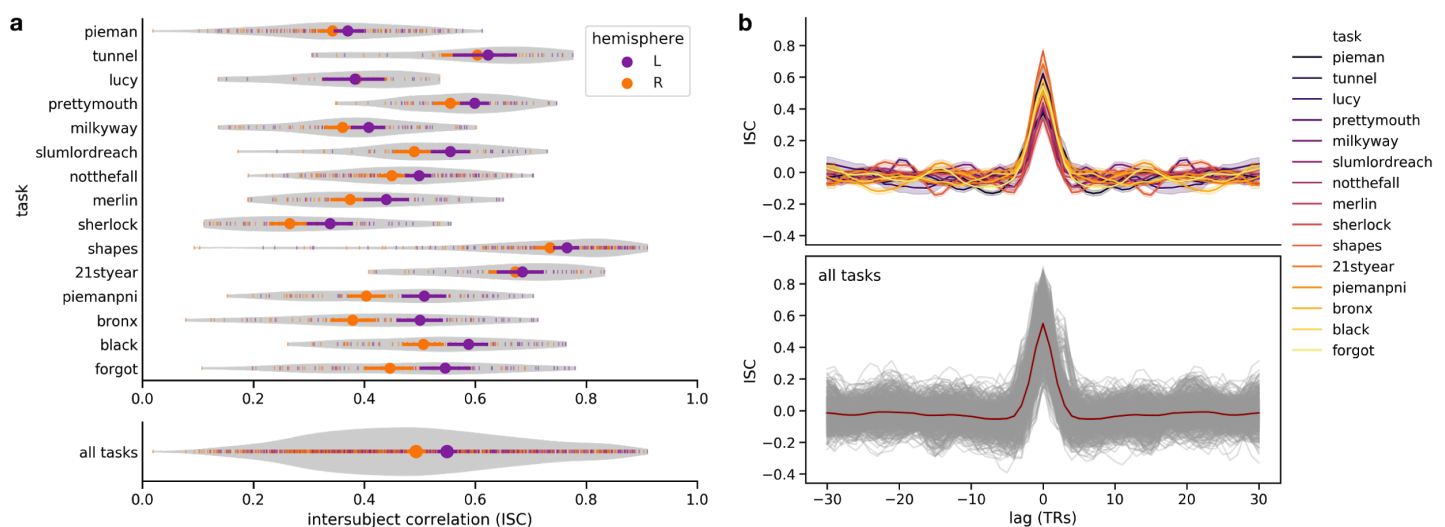 a
pieman
tunnel
lucy
prettymouth
milkyway
slumlordreach
notthefall
merlin
sherlock
shapes
21styear
piemanpni
bronx
black
forgot
task
hemisphere
L
R
0.0 0.2 0.4 0.6 0.8 1.0
all tasks
0.0 0.2 0.4 0.6 0.8 1.0
intersubject correlation (ISC)
b
0.8
0.6
0.4
0.2
0.0
−0.2
−0.4
ISC
all tasks
0.8
0.6
0.4
0.2
0.0
−0.2
−0.4
ISC
−30 −20 −10 0 10 20 30
lag (TRs)
task
pieman
tunnel
lucy
prettymouth
milkyway
slumlordreach
notthefall
merlin
sherlock
shapes
21styear
piemanpni
bronx
black
forgot